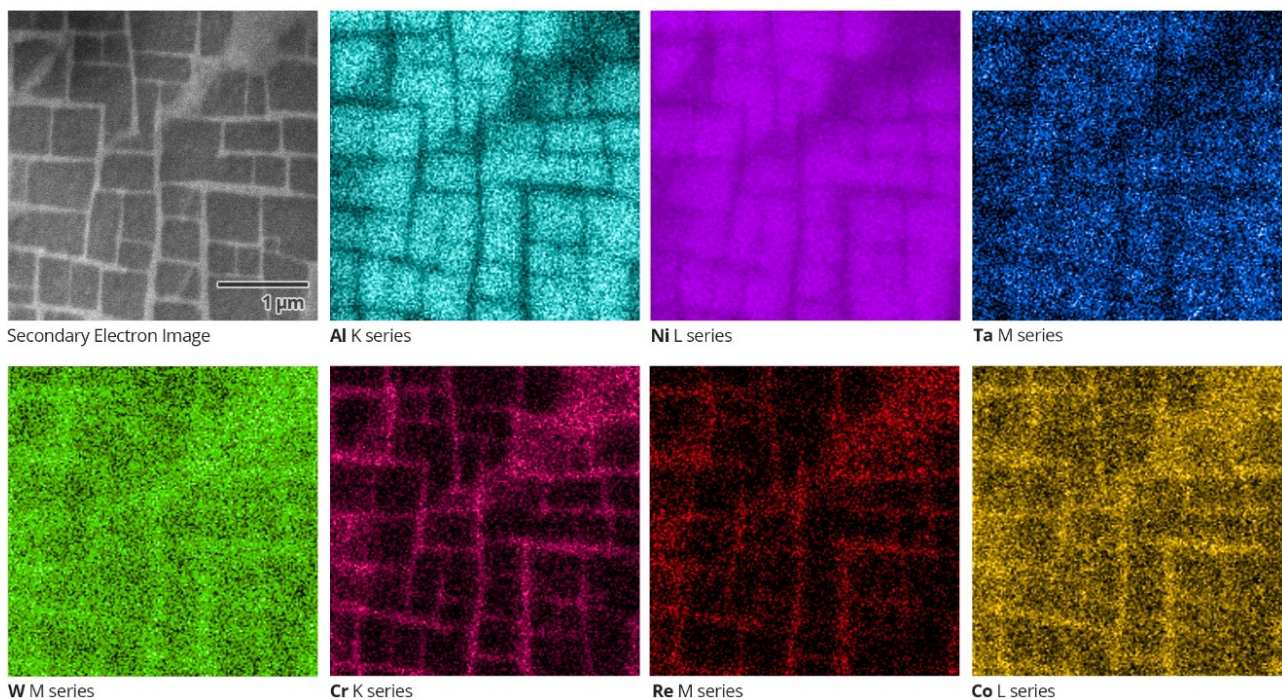 1 µm
Secondary Electron Image
Al K series
Ni L series
Ta M series
W M series
Cr K series
Re M series
Co L series